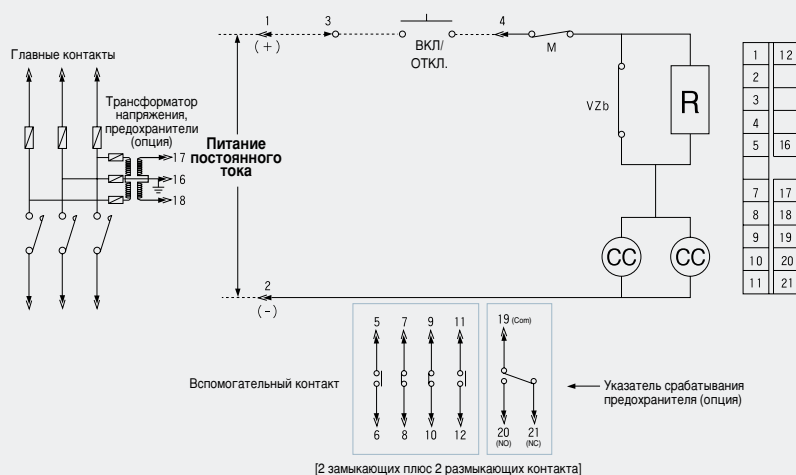 1 3 4
(+)
ВКЛ/
ОТКЛ.
M
VZb
R
CC CC
Питание
постоянного
тока
2
(-)
Главные контакты
Трансформатор
напряжения,
предохранители
(опция)
17
16
18
1 12
2
3
4
5 16
7 17
8 18
9 19
10 20
11 21
5 7 9 11
6 8 10 12
Вспомогательный контакт
19 (Com)
20 21
(NO) (NC)
Указатель срабатывания
предохранителя (опция)
[2 замыкающих плюс 2 размыкающих контакта]